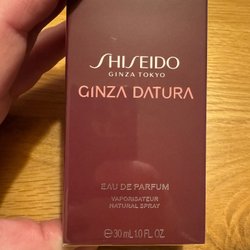 SHISEIDO
GINZA TOKYO
GINZA DATURA
EAU DE PARFUM
VAPORISATEUR
NATURAL SPRAY
℮30 mL 1.0 FL. OZ.